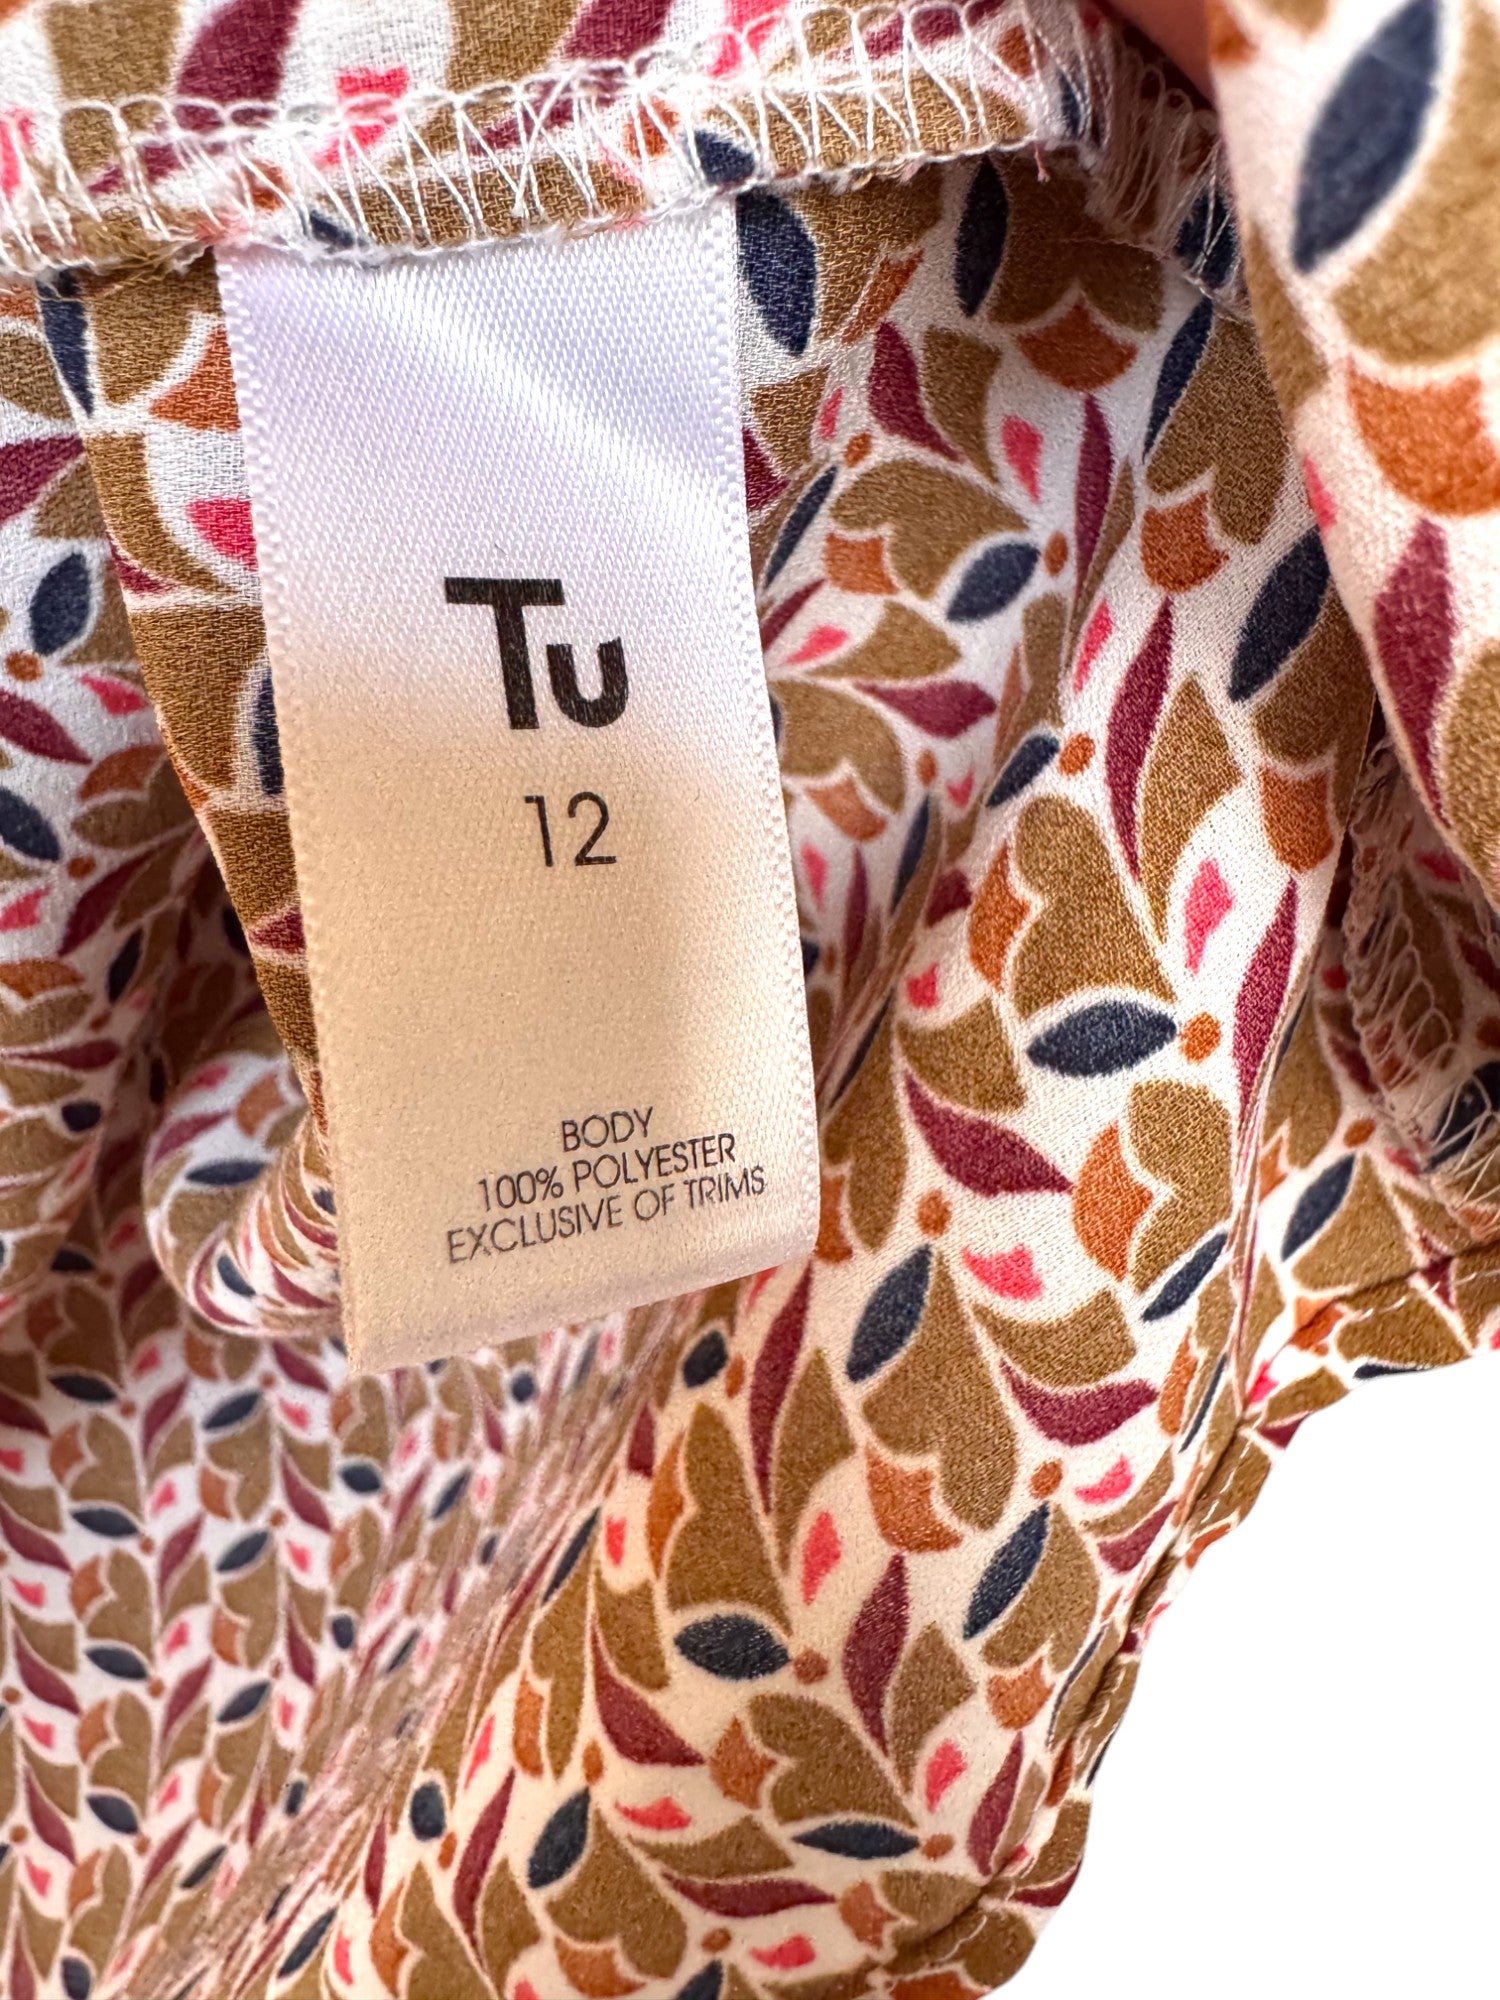 Tu
12
BODY
100% POLYESTER
EXCLUSIVE OF TRIMS